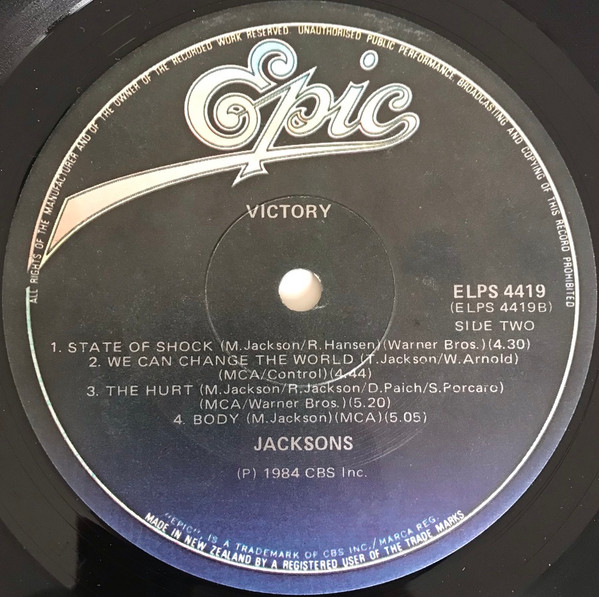 ALL RIGHTS OF THE MANUFACTURER AND OF THE OWNER OF THE RECORDED WORK RESERVED. UNAUTHORISED PUBLIC PERFORMANCE, BROADCASTING AND COPYING OF THIS RECORD PROHIBITED
Epic
VICTORY
ELPS 4419
(ELPS 4419B)
SIDE TWO
1. STATE OF SHOCK (M.Jackson/R.Hansen)(Warner Bros.)(4.30)
2. WE CAN CHANGE THE WORLD (T.Jackson/W.Arnold)
(MCA/Control)(4.44)
3. THE HURT (M.Jackson/R.Jackson/D.Paich/S.Porcaro)
(MCA/Warner Bros.)(5.20)
4. BODY (M.Jackson)(MCA)(5.05)
JACKSONS
(P) 1984 CBS Inc.
"EPIC" IS A TRADEMARK OF CBS INC./MARCA REG.
MADE IN NEW ZEALAND BY A REGISTERED USER OF THE TRADE MARKS